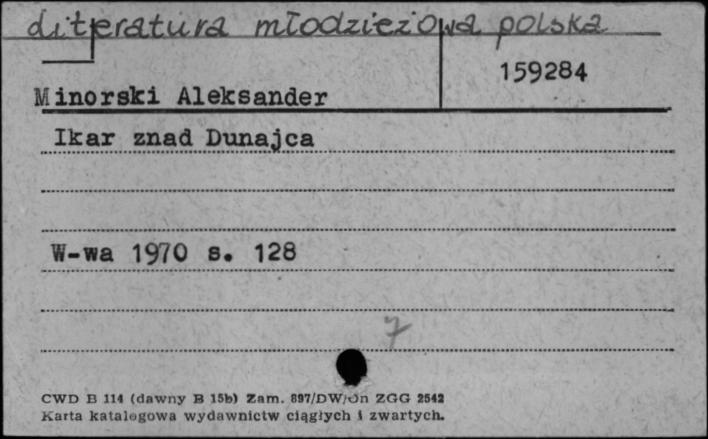 Literatura młodzieżowa polska
159284
Minorski Aleksander
Ikar znad Dunajca
W-wa 1970 s. 128
7
CWD B 114 (dawny B 15b) Zam. 897/DW/Gn ZGG 2542
Karta katalogowa wydawnictw ciągłych i zwartych.